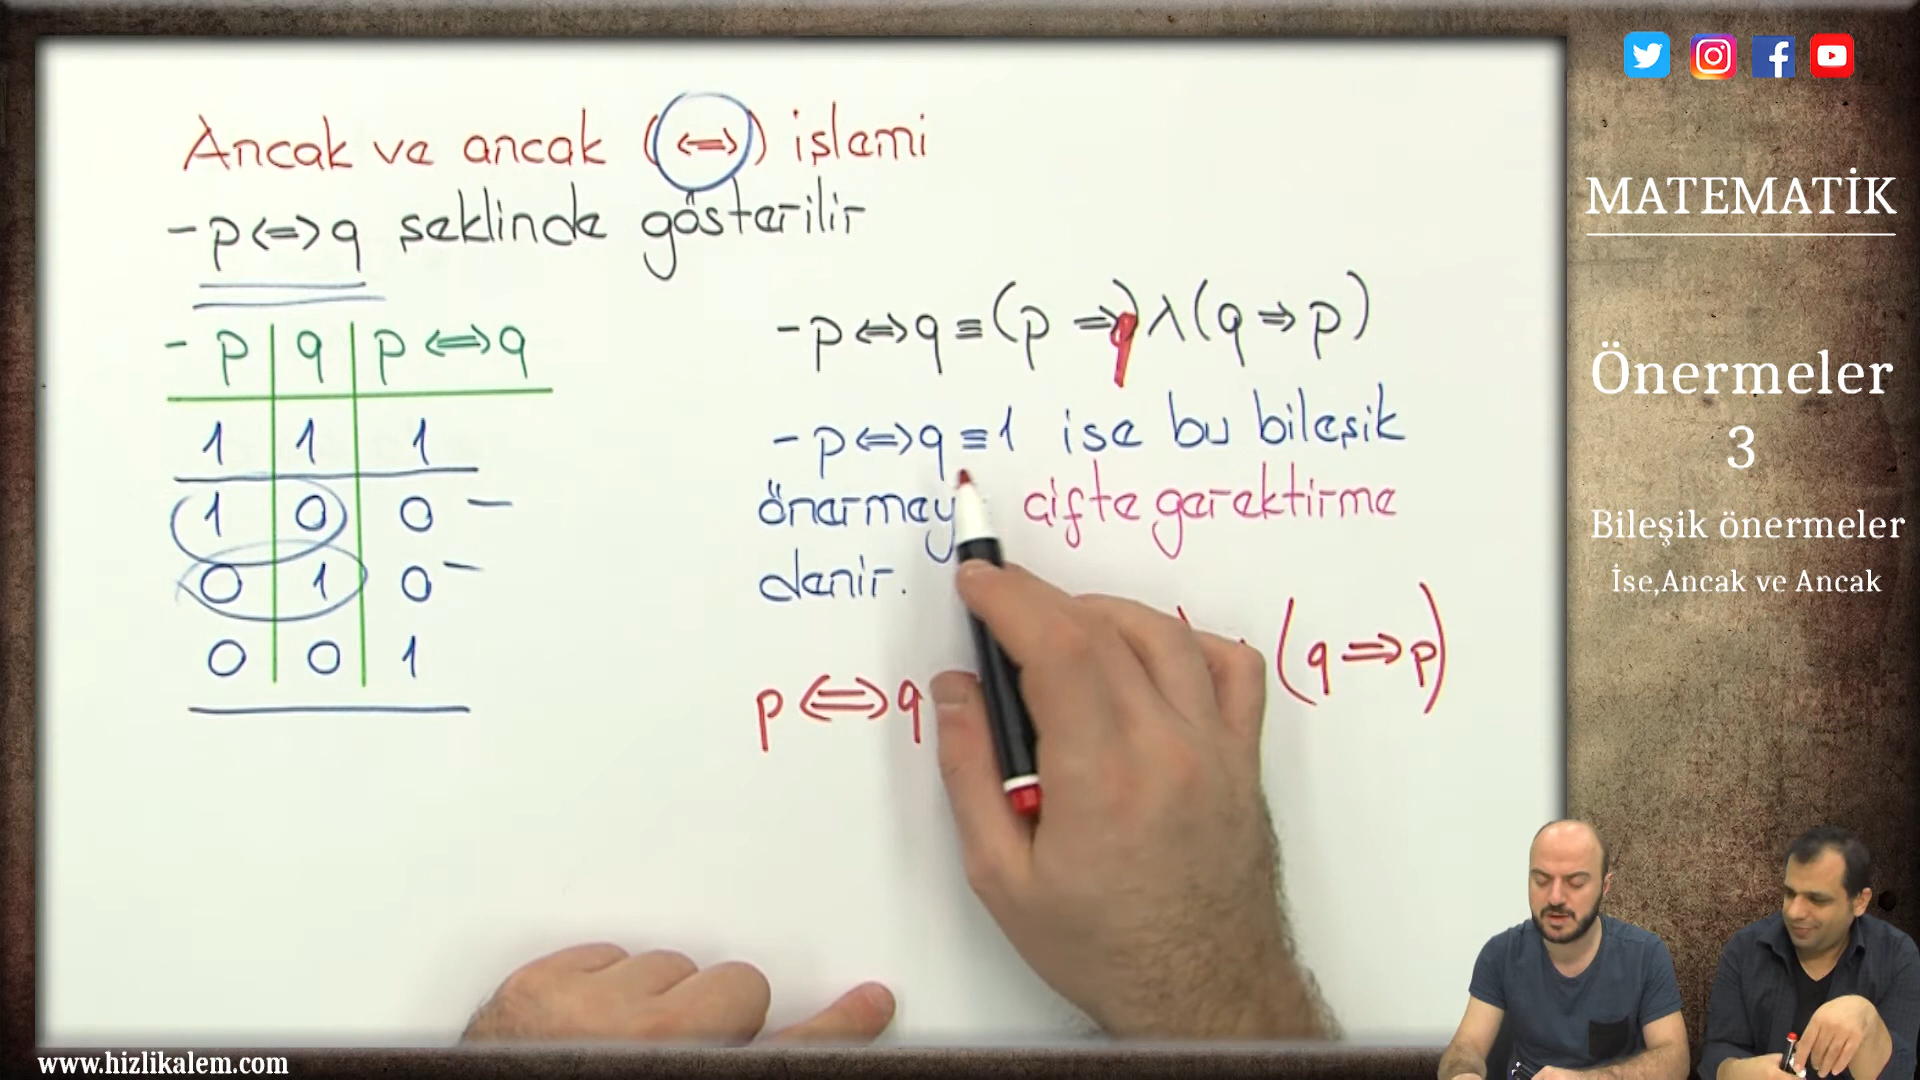 Ancak ve ancak (⇔) işlemi
- p⇔q şeklinde gösterilir
- p | q | p⇔q
1 1 1
1 0 0 -
0 1 0 -
0 0 1
- p⇔q ≡ (p ⇒ q) ∧ (q ⇒ p)
- p⇔q ≡ 1 ise bu bileşik
önermey çifte gerektirme
denir.
p⇔q (q⇒p)
MATEMATİK
Önermeler
3
Bileşik önermeler
İse,Ancak ve Ancak
www.hizlikalem.com